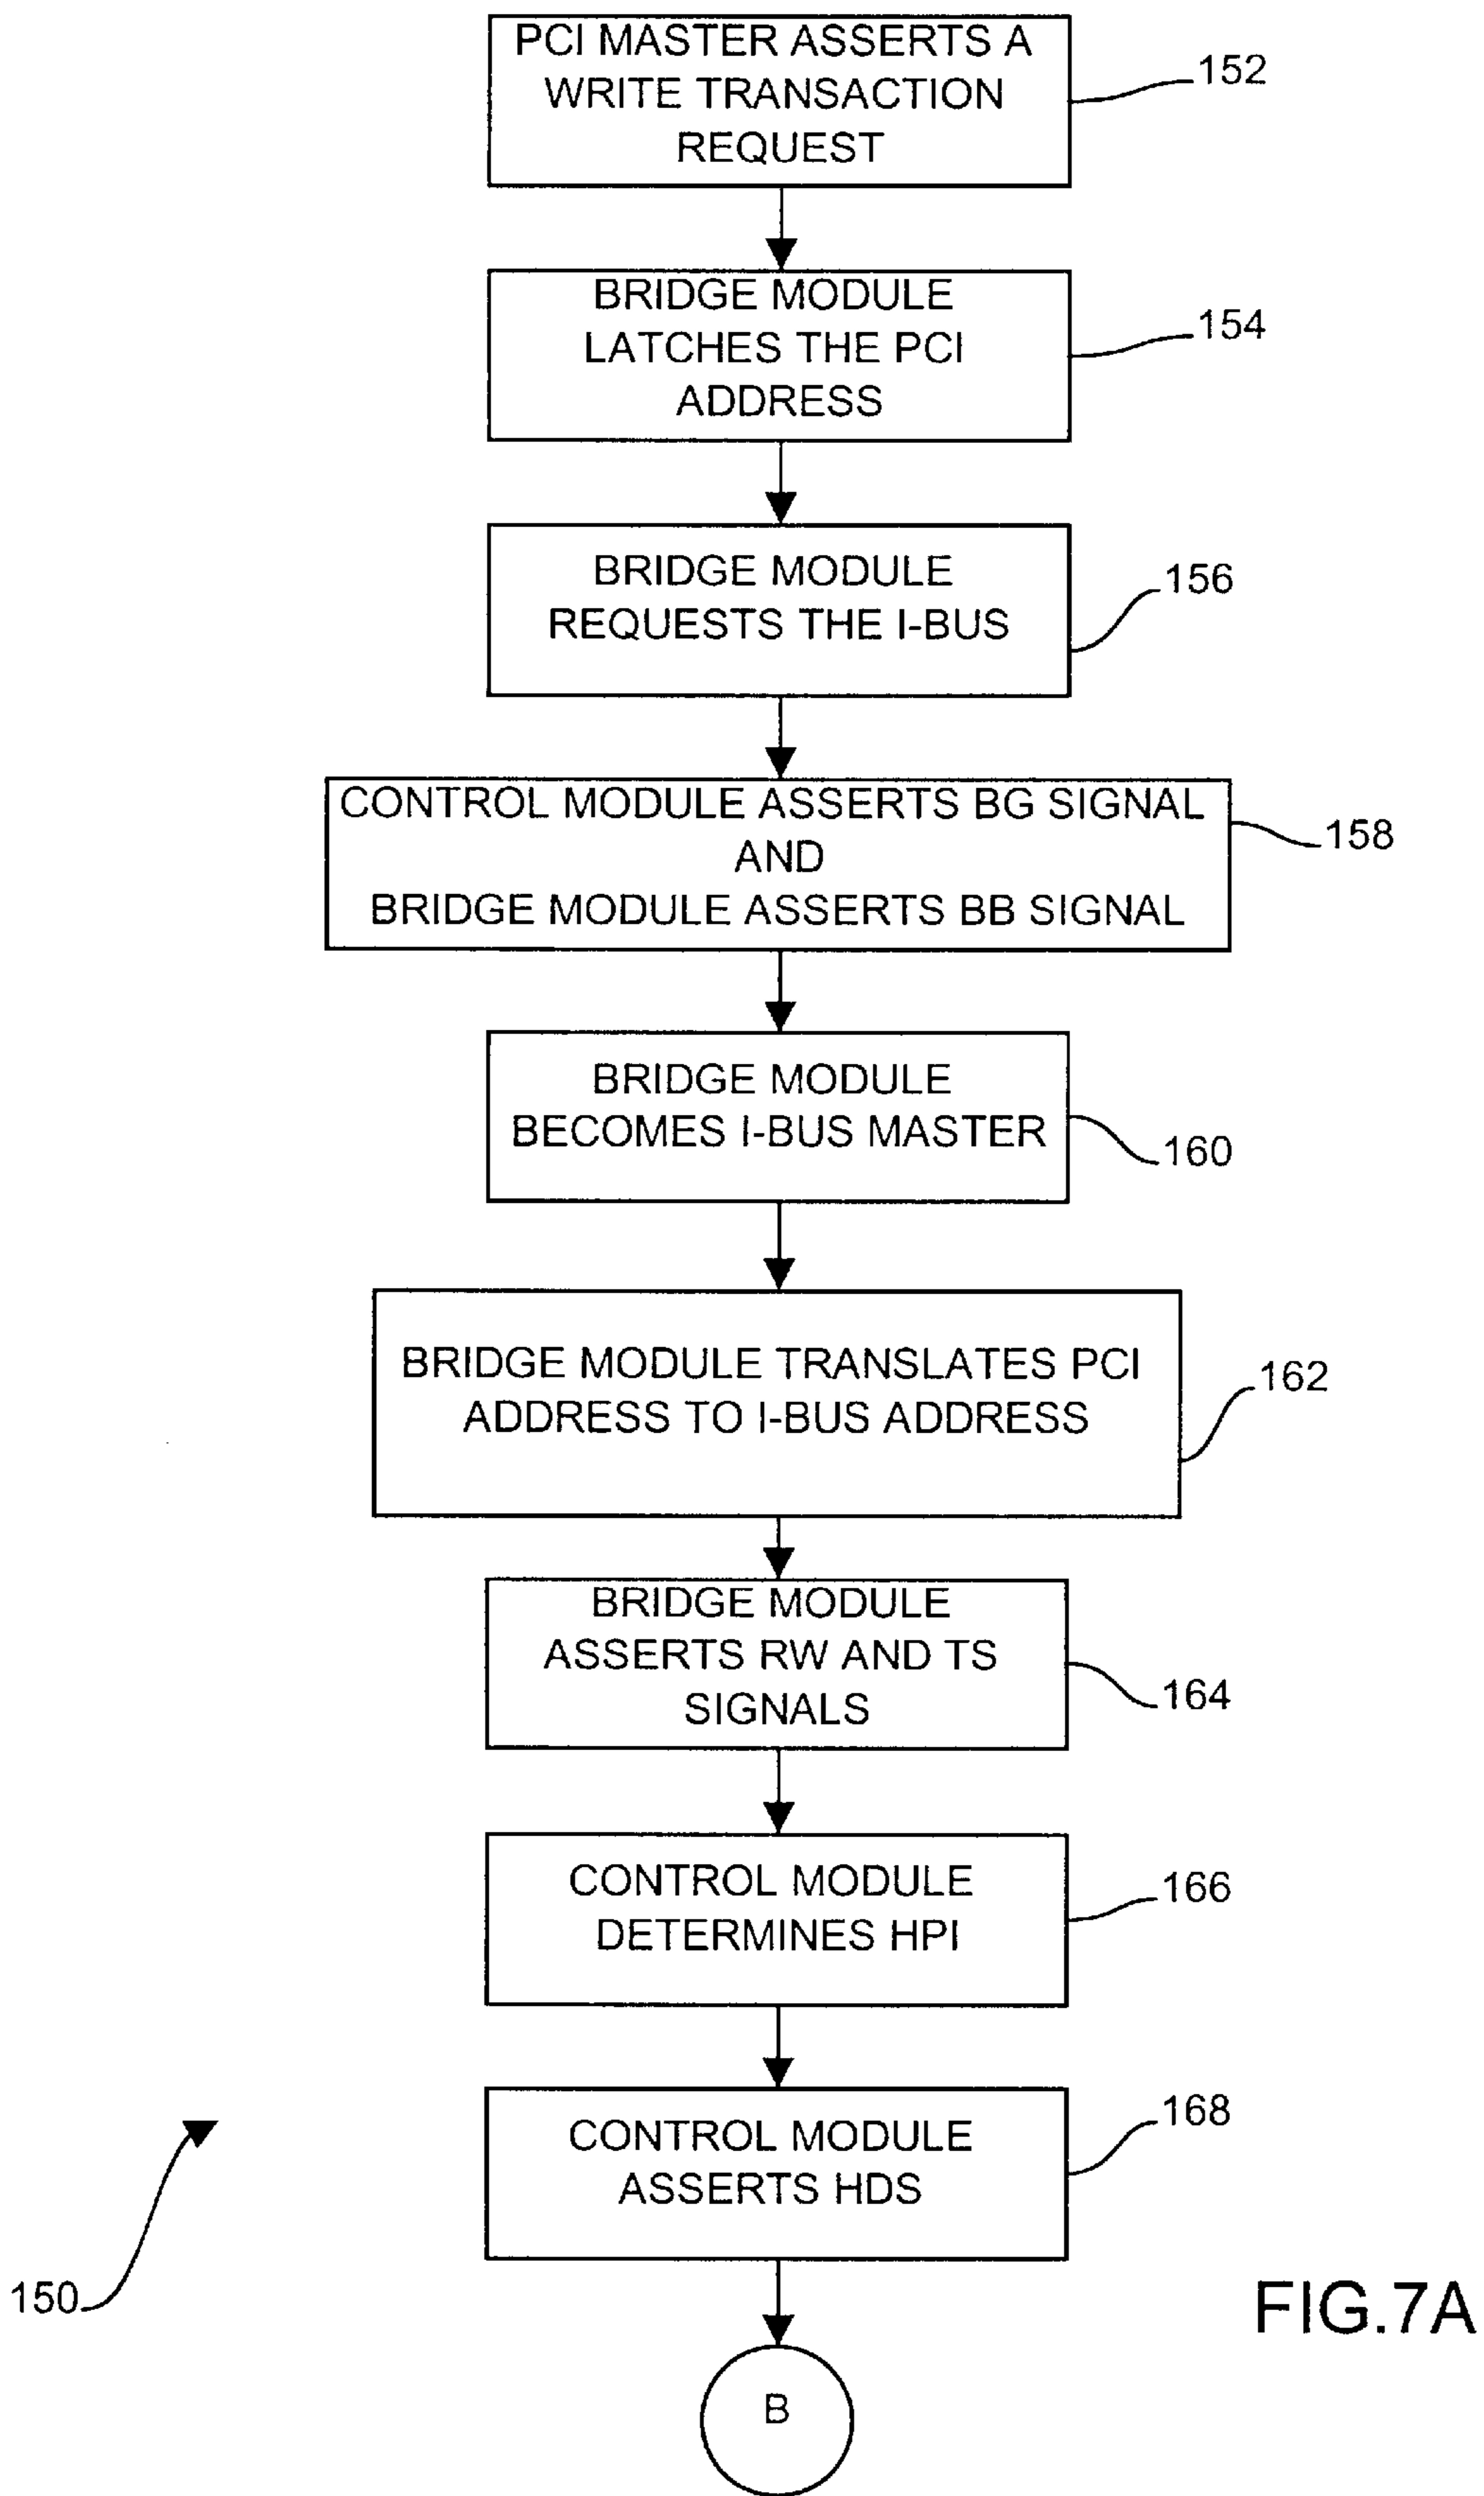 PCI MASTER ASSERTS A
WRITE TRANSACTION
REQUEST
152
BRIDGE MODULE
LATCHES THE PCI
ADDRESS
154
BRIDGE MODULE
REQUESTS THE I-BUS
156
CONTROL MODULE ASSERTS BG SIGNAL
AND
BRIDGE MODULE ASSERTS BB SIGNAL
158
BRIDGE MODULE
BECOMES I-BUS MASTER
160
BRIDGE MODULE TRANSLATES PCI
ADDRESS TO I-BUS ADDRESS
162
BRIDGE MODULE
ASSERTS RW AND TS
SIGNALS
164
CONTROL MODULE
DETERMINES HPI
166
CONTROL MODULE
ASSERTS HDS
168
150
FIG.7A
B